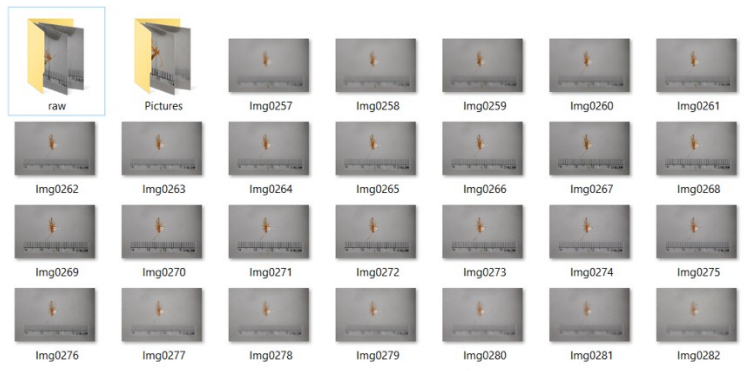 raw Pictures Img0257 Img0258 Img0259 Img0260 Img0261
Img0262 Img0263 Img0264 Img0265 Img0266 Img0267 Img0268
Img0269 Img0270 Img0271 Img0272 Img0273 Img0274 Img0275
Img0276 Img0277 Img0278 Img0279 Img0280 Img0281 Img0282